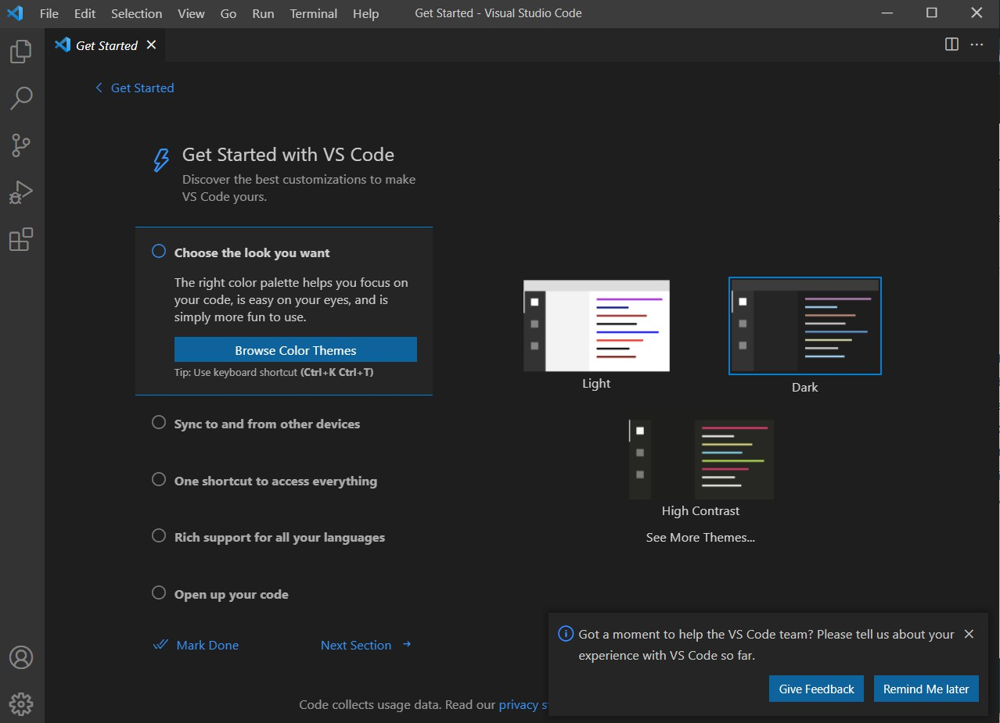 File Edit Selection View Go Run Terminal Help Get Started - Visual Studio Code
Get Started
Get Started
Get Started with VS Code
Discover the best customizations to make
VS Code yours.
Choose the look you want
The right color palette helps you focus on
your code, is easy on your eyes, and is
simply more fun to use.
Browse Color Themes
Tip: Use keyboard shortcut (Ctrl+K Ctrl+T)
Sync to and from other devices
One shortcut to access everything
Rich support for all your languages
Open up your code
Mark Done Next Section
Light
Dark
High Contrast
See More Themes...
Got a moment to help the VS Code team? Please tell us about your
experience with VS Code so far.
Give Feedback Remind Me later
Code collects usage data. Read our privacy